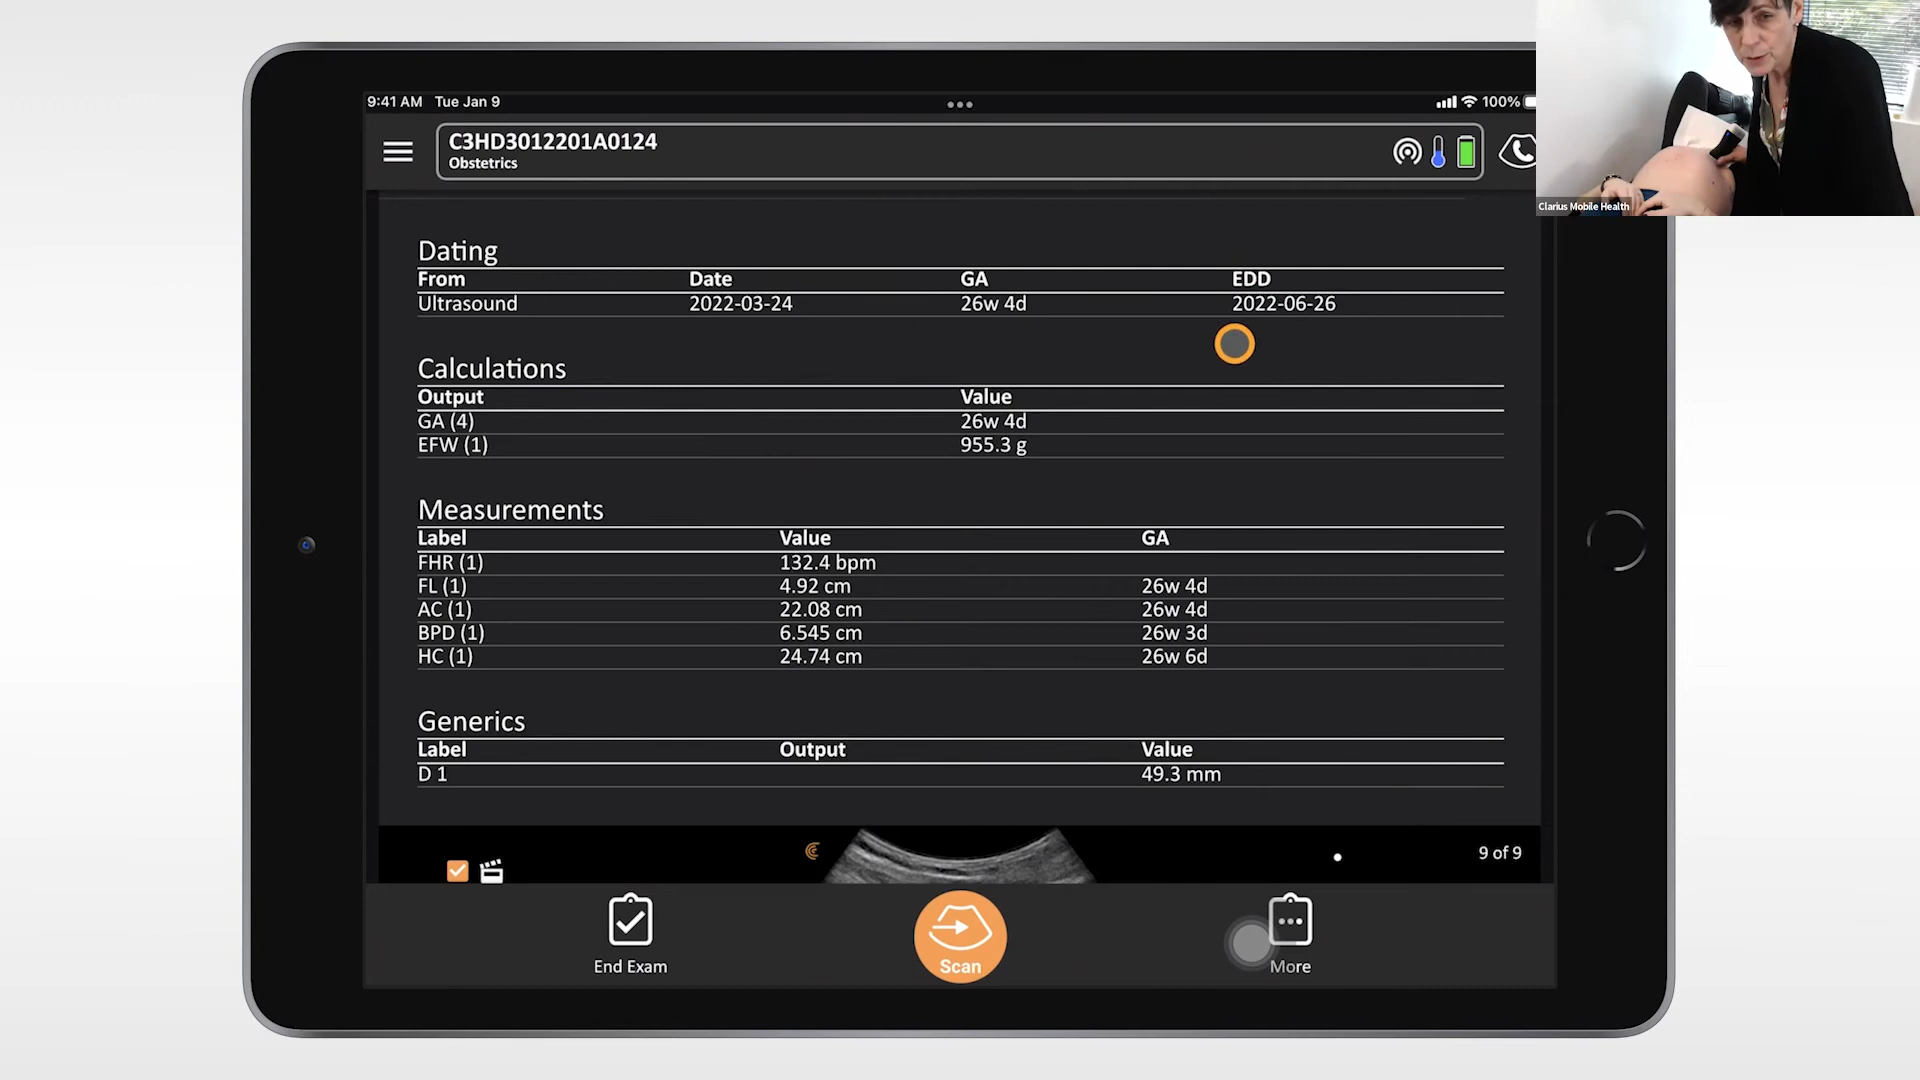 9:41 AM Tue Jan 9
100%
C3HD3012201A0124
Obstetrics
Clarius Mobile Health
Dating
From Date GA EDD
Ultrasound 2022-03-24 26w 4d 2022-06-26
Calculations
Output Value
GA (4) 26w 4d
EFW (1) 955.3 g
Measurements
Label Value GA
FHR (1) 132.4 bpm
FL (1) 4.92 cm 26w 4d
AC (1) 22.08 cm 26w 4d
BPD (1) 6.545 cm 26w 3d
HC (1) 24.74 cm 26w 6d
Generics
Label Output Value
D 1 49.3 mm
9 of 9
End Exam Scan More